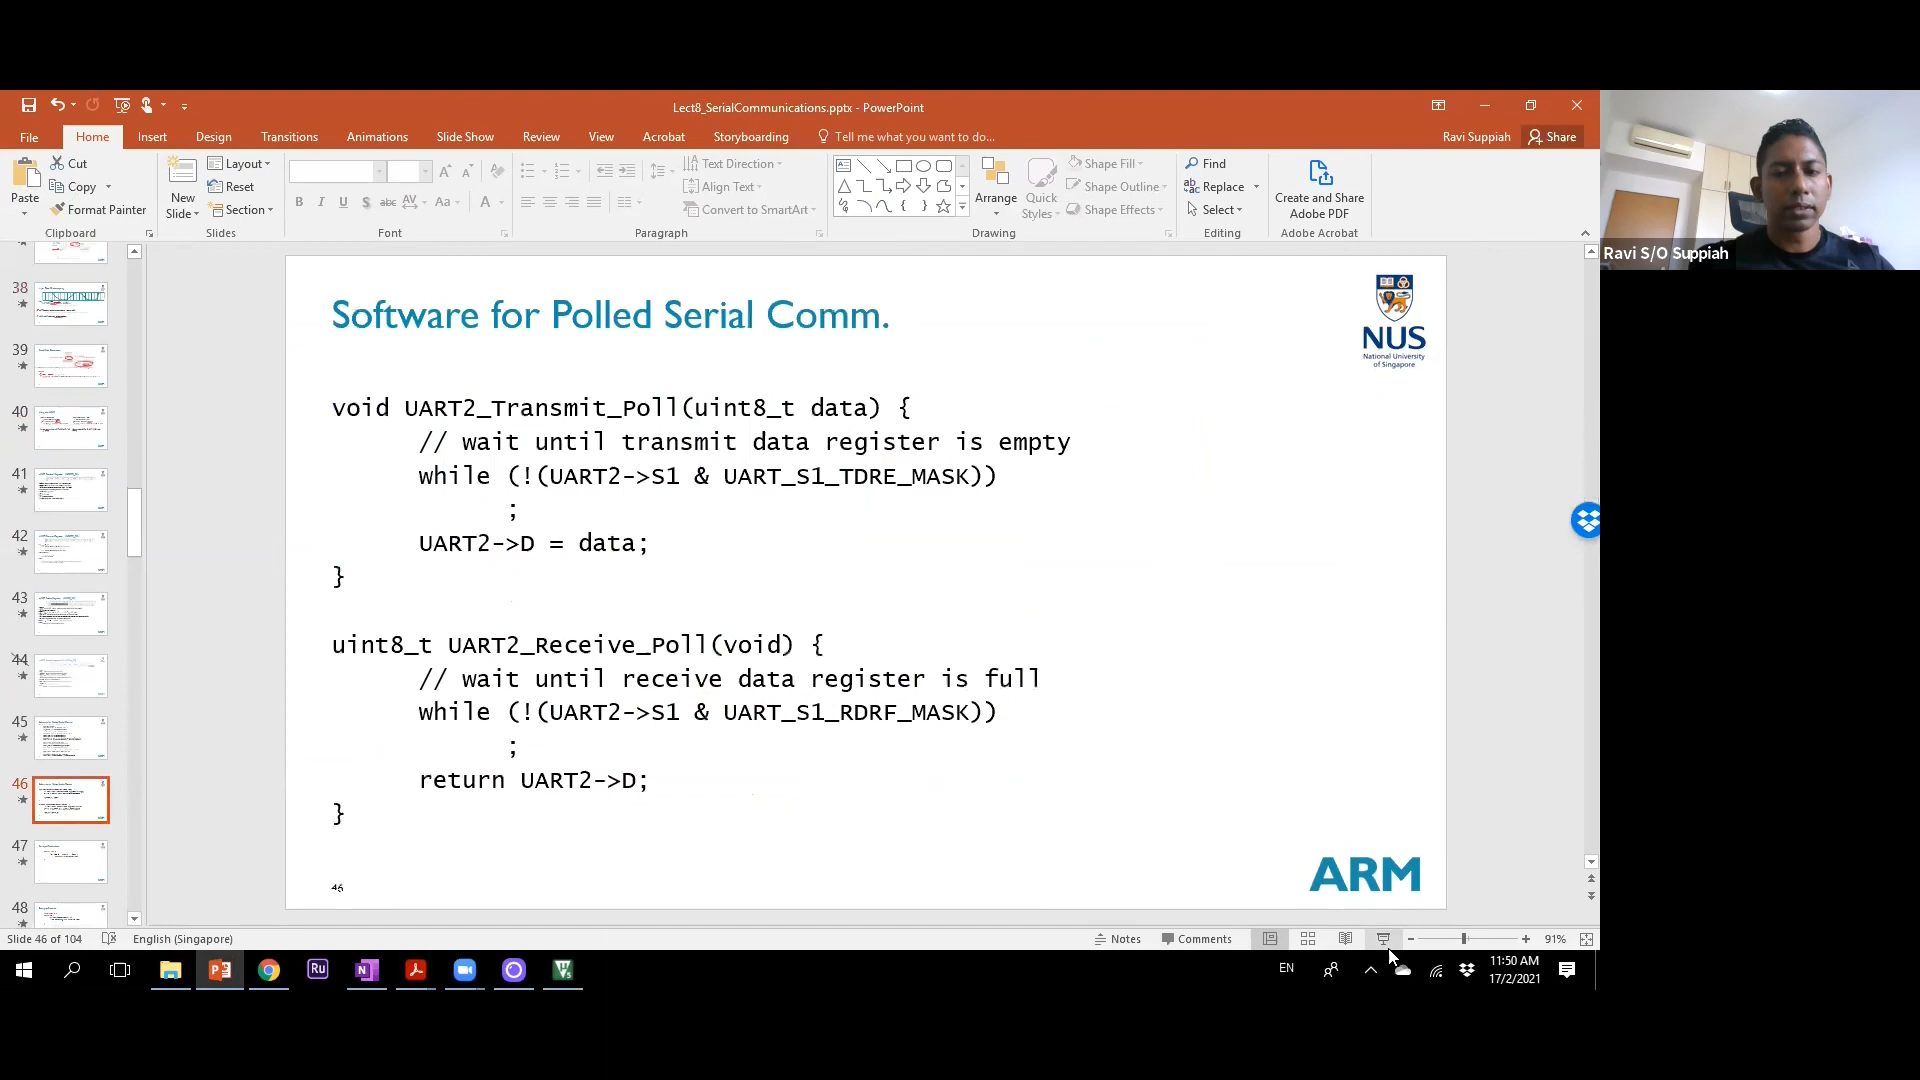 Lect8_SerialCommunications.pptx - PowerPoint
File Home Insert Design Transitions Animations Slide Show Review View Acrobat Storyboarding Tell me what you want to do... Ravi Suppiah Share
Cut Layout Text Direction Shape Fill Find
Paste Copy New Slide Reset Align Text Arrange Quick Styles Shape Outline Replace Create and Share Adobe PDF
Format Painter Section B I U S abc AV Aa A Convert to SmartArt Shape Effects Select
Clipboard Slides Font Paragraph Drawing Editing Adobe Acrobat
Ravi S/O Suppiah
38
39
40
41
42
43
44
45
46
47
48
Software for Polled Serial Comm.
NUS
National University
of Singapore
void UART2_Transmit_Poll(uint8_t data) {
// wait until transmit data register is empty
while (!(UART2->S1 & UART_S1_TDRE_MASK))
;
UART2->D = data;
}
uint8_t UART2_Receive_Poll(void) {
// wait until receive data register is full
while (!(UART2->S1 & UART_S1_RDRF_MASK))
;
return UART2->D;
}
46
ARM
Slide 46 of 104 English (Singapore) Notes Comments 91%
EN 11:50 AM
17/2/2021